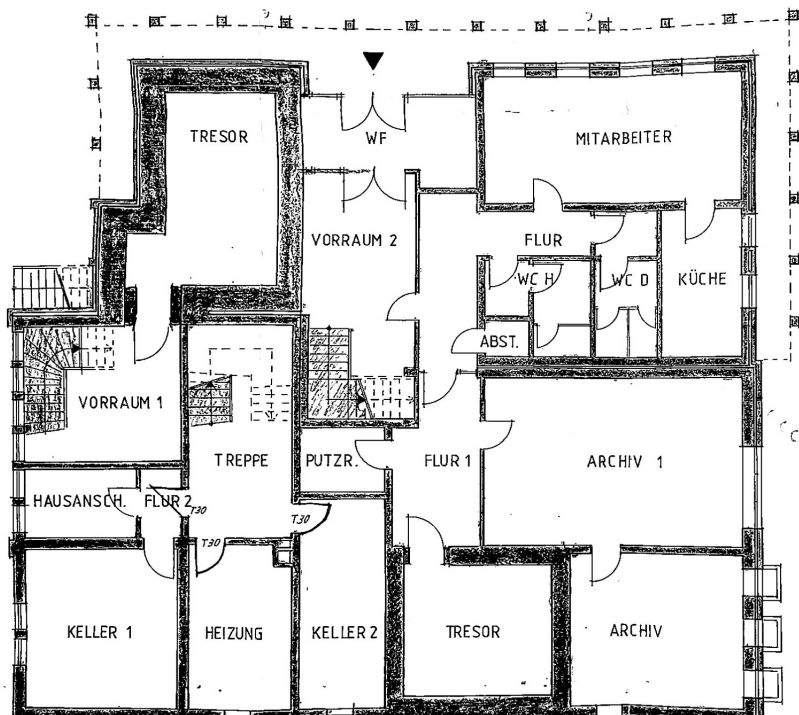 TRESOR
WF
MITARBEITER
VORRAUM 2
FLUR
WC H
WC D
KÜCHE
ABST.
VORRAUM 1
TREPPE
PUTZR.
FLUR 1
ARCHIV 1
HAUSANSCH.
FLUR 2
T30
T30
T30
KELLER 1
HEIZUNG
KELLER 2
TRESOR
ARCHIV